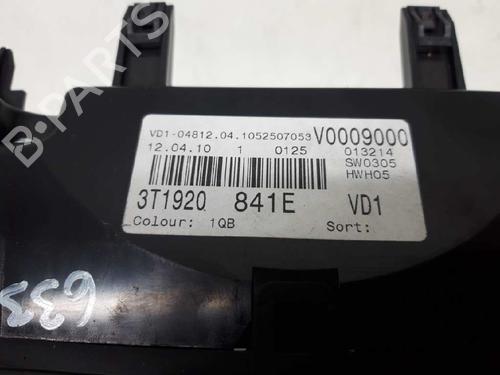 VD1-04812.04.1052507053 V0009000
12.04.10 1 0125 013214
SW0305
HWH05
3T1920 841E VD1
Colour: 1QB Sort:
633
B-PARTS